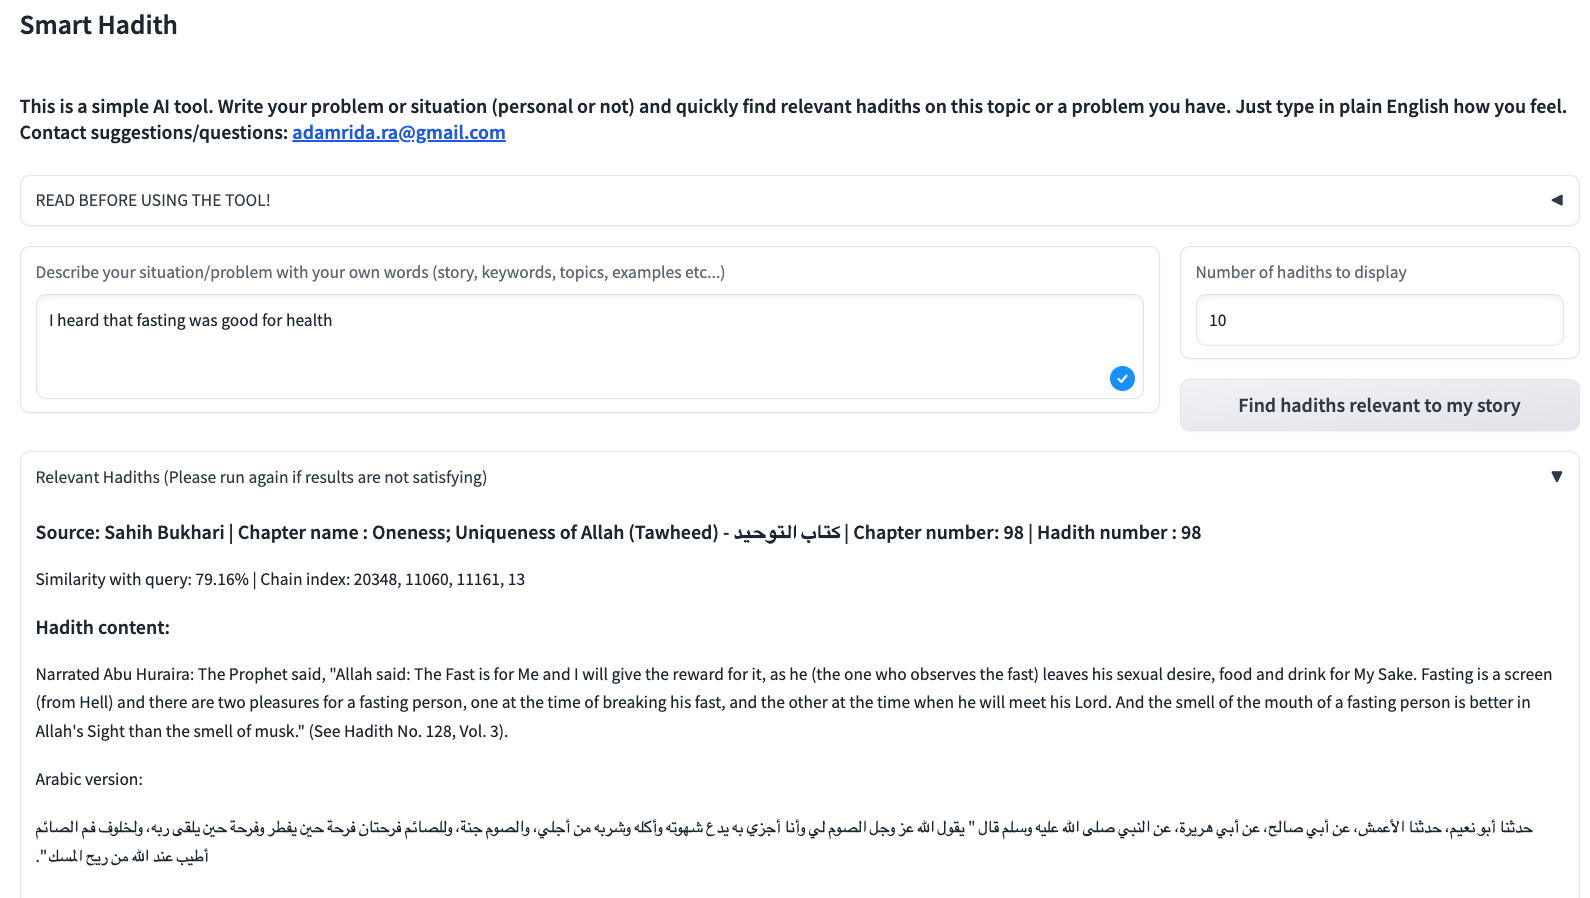 Smart Hadith
This is a simple AI tool. Write your problem or situation (personal or not) and quickly find relevant hadiths on this topic or a problem you have. Just type in plain English how you feel.
Contact suggestions/questions: adamrida.ra@gmail.com
READ BEFORE USING THE TOOL!
Describe your situation/problem with your own words (story, keywords, topics, examples etc...)
I heard that fasting was good for health
Number of hadiths to display
10
Find hadiths relevant to my story
Relevant Hadiths (Please run again if results are not satisfying)
Source: Sahih Bukhari | Chapter name : Oneness; Uniqueness of Allah (Tawheed) - كتاب التوحيد | Chapter number: 98 | Hadith number : 98
Similarity with query: 79.16% | Chain index: 20348, 11060, 11161, 13
Hadith content:
Narrated Abu Huraira: The Prophet said, "Allah said: The Fast is for Me and I will give the reward for it, as he (the one who observes the fast) leaves his sexual desire, food and drink for My Sake. Fasting is a screen
(from Hell) and there are two pleasures for a fasting person, one at the time of breaking his fast, and the other at the time when he will meet his Lord. And the smell of the mouth of a fasting person is better in
Allah's Sight than the smell of musk." (See Hadith No. 128, Vol. 3).
Arabic version:
حدثنا أبو نعيم، حدثنا الأعمش، عن أبي صالح، عن أبي هريرة، عن النبي صلى الله عليه وسلم قال " يقول الله عز وجل الصوم لي وأنا أجزي به يدع شهوته وأكله وشربه من أجلي، والصوم جنة، وللصائم فرحتان فرحة حين يفطر وفرحة حين يلقى ربه، ولخلوف فم الصائم
أطيب عند الله من ريح المسك".